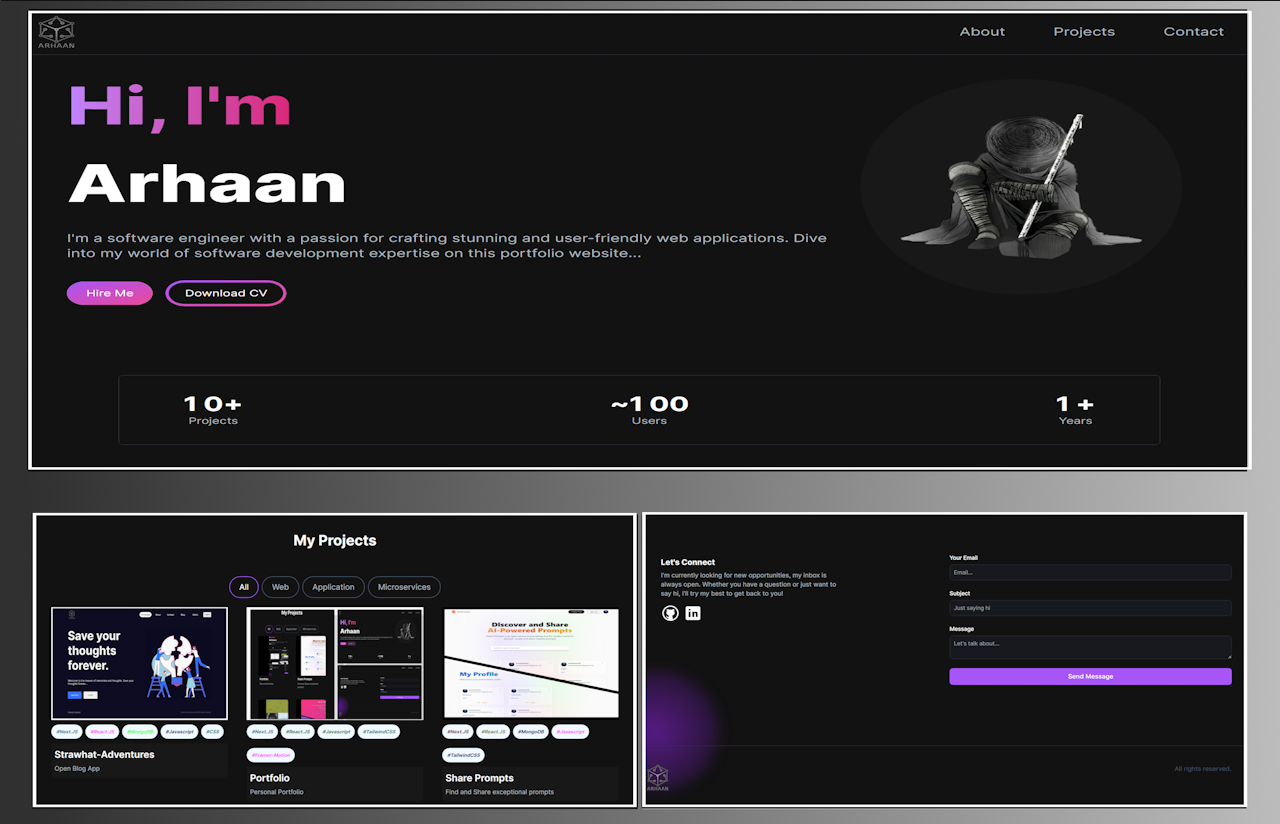 ARHAAN
About Projects Contact
Hi, I'm
Arhaan
I'm a software engineer with a passion for crafting stunning and user-friendly web applications. Dive
into my world of software development expertise on this portfolio website...
Hire Me Download CV
10+ ~100 1+
Projects Users Years
My Projects
All Web Application Microservices
Save your
thoughts
forever.
My Projects
Hi, I'm
Arhaan
Discover and Share
AI-Powered Prompts
My Profile
#Next.JS #React.JS #MongoDB #Javascript #CSS
Strawhat-Adventures
Open Blog App
#Next.JS #React.JS #Javascript #TailwindCSS
#Framer-Motion
Portfolio
Personal Portfolio
#Next.JS #React.JS #MongoDB #Javascript
#TailwindCSS
Share Prompts
Find and Share exceptional prompts
Let's Connect
I'm currently looking for new opportunities, my inbox is
always open. Whether you have a question or just want to
say hi, I'll try my best to get back to you!
in
Your Email
Email...
Subject
Just saying hi
Message
Let's talk about...
Send Message
ARHAAN
All rights reserved.